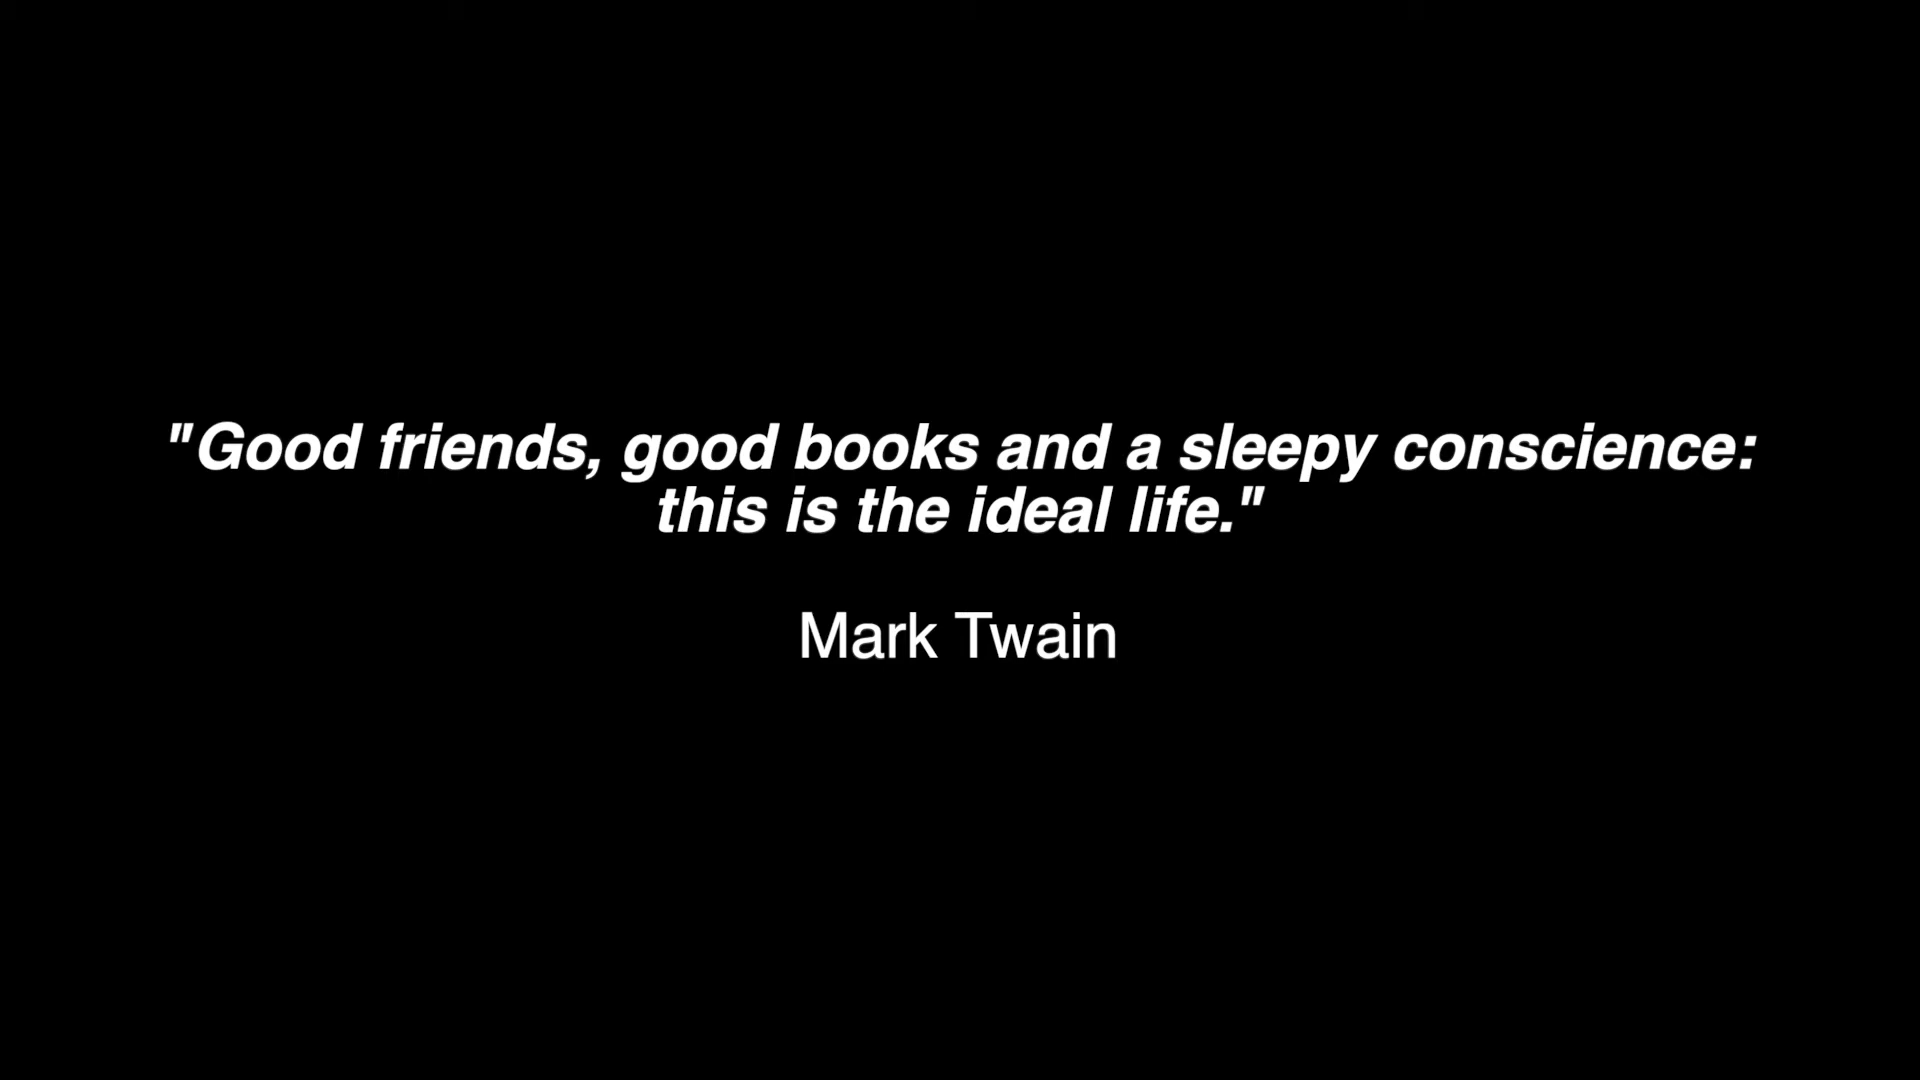 "Good friends, good books and a sleepy conscience:
this is the ideal life."
Mark Twain